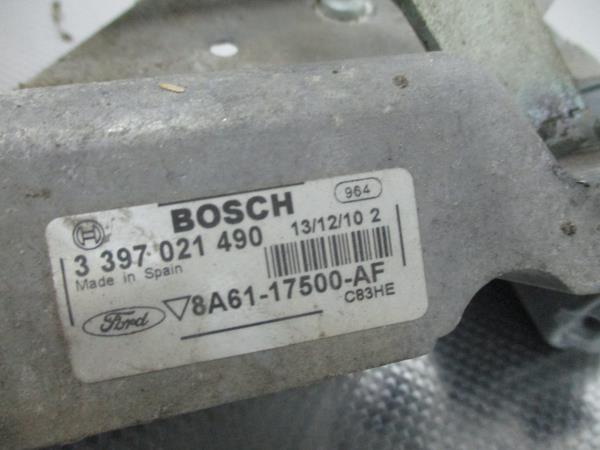 BOSCH
964
3 397 021 490
13/12/10 2
Made in Spain
Ford
8A61-17500-AF
C83HE